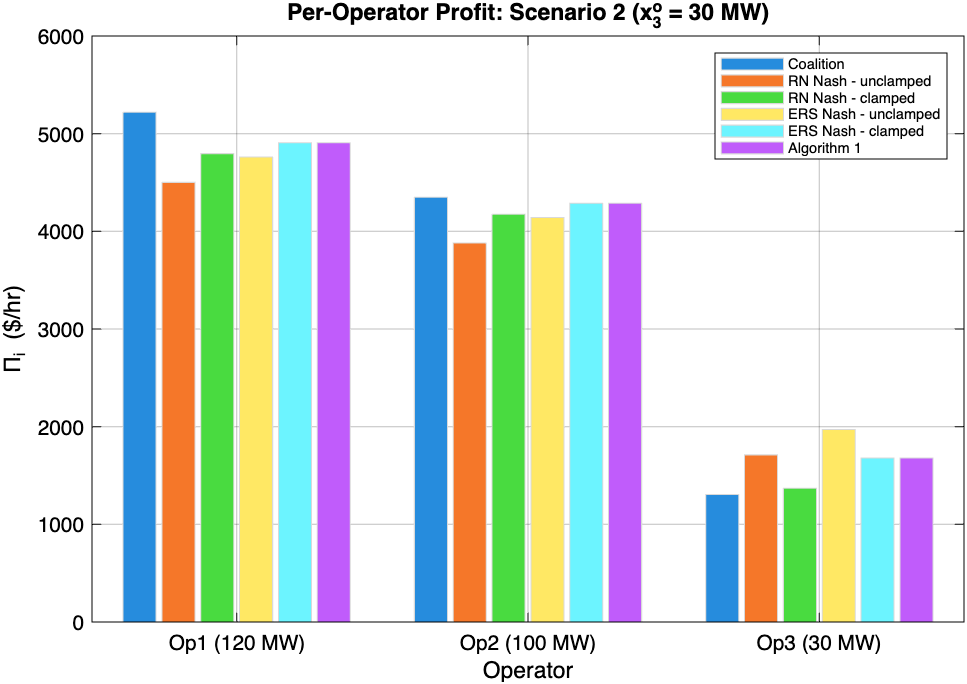 Per-Operator Profit: Scenario 2 (x₃ᵒ = 30 MW)
6000
5000
4000
3000
2000
1000
0
Πᵢ ($/hr)
Coalition
RN Nash - unclamped
RN Nash - clamped
ERS Nash - unclamped
ERS Nash - clamped
Algorithm 1
Op1 (120 MW)
Op2 (100 MW)
Op3 (30 MW)
Operator